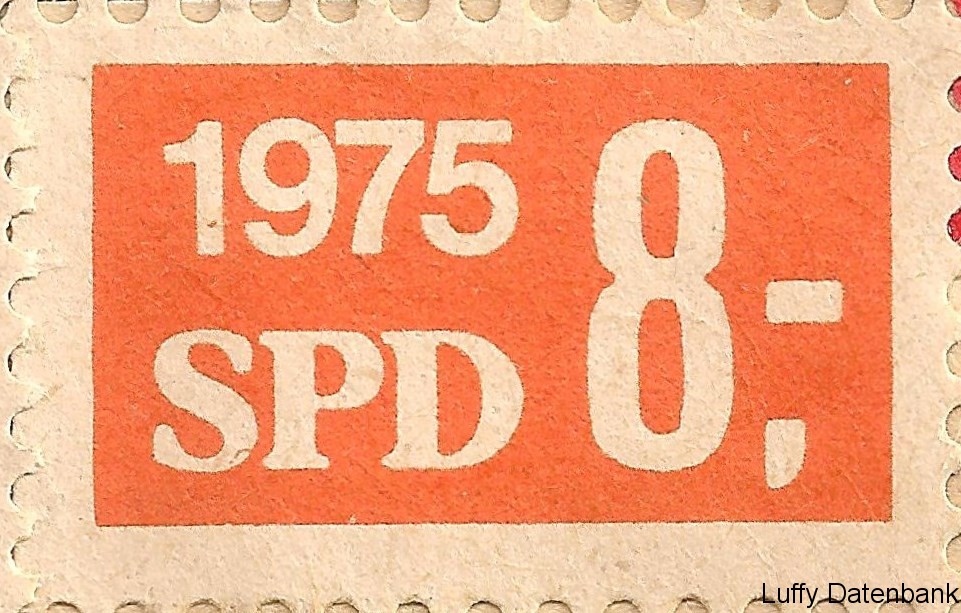 1975
SPD
8,-
Luffy Datenbank